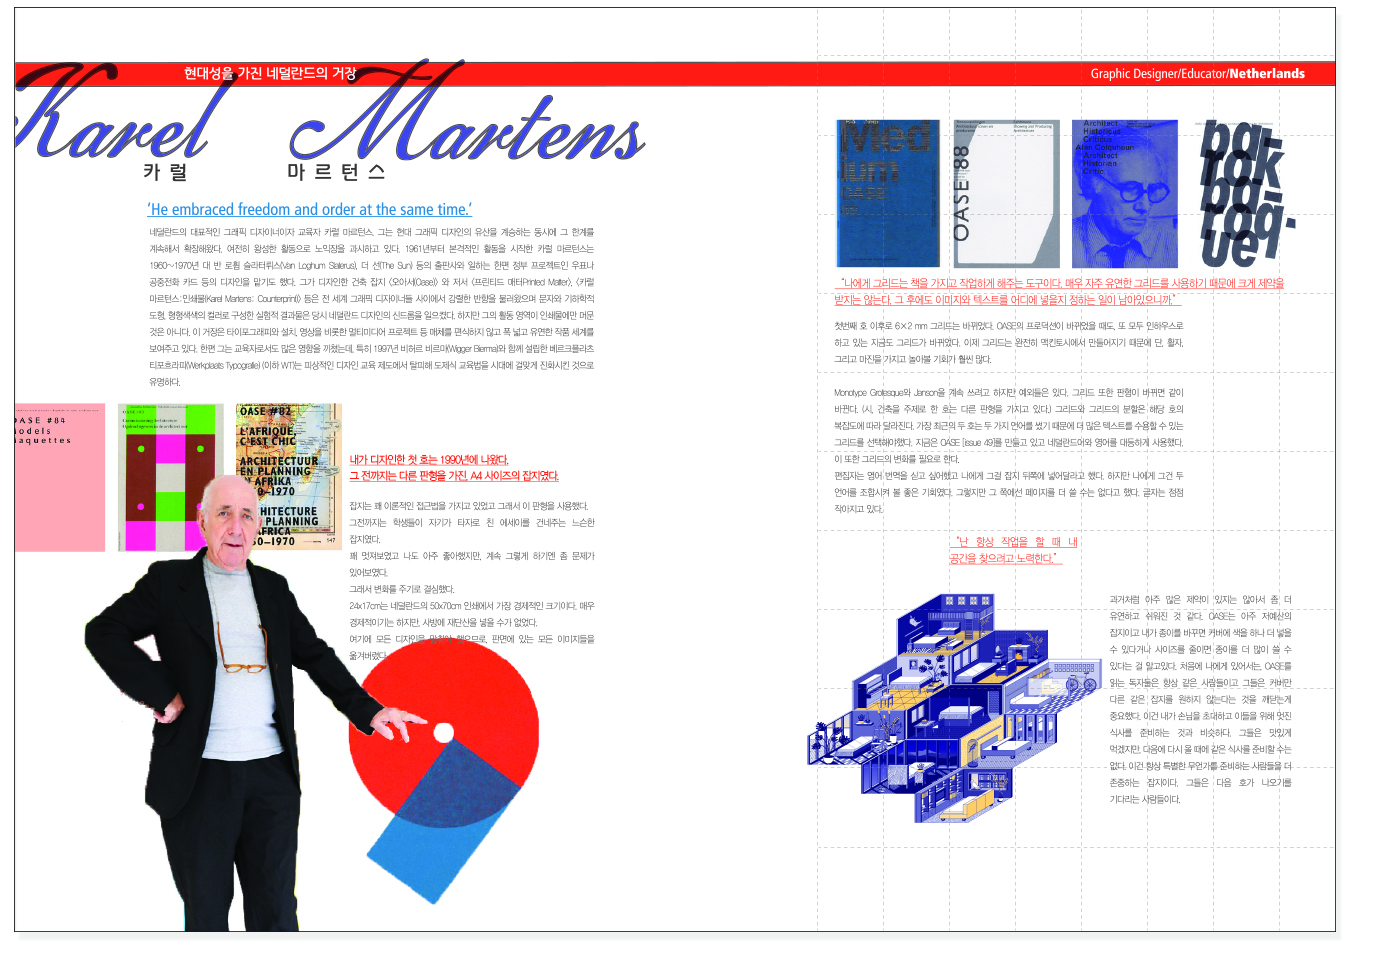 현대성을 가진 네덜란드의 거장
Graphic Designer/Educator/Netherlands
Karel Martens
카 럴 마 르 턴 스
‘He embraced freedom and order at the same time.’
네덜란드의 대표적인 그래픽 디자이너이자 교육자 카럴 마르턴스. 그는 현대 그래픽 디자인의 유산을 계승하는 동시에 그 한계를
계속해서 확장해왔다. 여전히 왕성한 활동으로 노익장을 과시하고 있다. 1961년부터 본격적인 활동을 시작한 카럴 마르턴스는
1960~1970년 대 반 로튐 슬라터뤼스(Van Loghum Slaterus), 더 선(The Sun) 등의 출판사와 일하는 한편 정부 프로젝트인 우표나
공중전화 카드 등의 디자인을 맡기도 했다. 그가 디자인한 건축 잡지 〈오아서(Oase)〉 와 저서 〈프린티드 매터Printed Matter〉, 〈카럴
마르턴스:인쇄물(Karel Martens: Counterprint)〉 등은 전 세계 그래픽 디자이너들 사이에서 강렬한 반향을 불러왔으며 문자와 기하학적
도형, 형형색색의 컬러로 구성한 실험적 결과물은 당시 네덜란드 디자인의 신드롬을 일으켰다. 하지만 그의 활동 영역이 인쇄물에만 머문
것은 아니다. 이 거장은 타이포그래피와 설치, 영상을 비롯한 멀티미디어 프로젝트 등 매체를 편식하지 않고 폭 넓고 유연한 작품 세계를
보여주고 있다. 한편 그는 교육자로서도 많은 영향을 끼쳤는데, 특히 1997년 비허르 비르마(Wigger Bierma)와 함께 설립한 베르크플라츠
티포흐라피(Werkplaats Typografie) (이하 WT)는 피상적인 디자인 교육 제도에서 탈피해 도제식 교육법을 시대에 걸맞게 진화시킨 것으로
유명하다.
OASE #84
Models
Maquettes
OASE #82
L'AFRIQUE
C'EST CHIC
ARCHITECTUUR
EN PLANNING
IN AFRIKA
1950–1970
ARCHITECTURE
PLANNING
AFRICA
1950–1970
147
내가 디자인한 첫 호는 1990년에 나왔다.
그 전까지는 다른 판형을 가진, A4 사이즈의 잡지였다.
잡지는 꽤 이론적인 접근법을 가지고 있었고 그래서 이 판형을 사용했다.
그전까지는 학생들이 자기가 타자로 친 에세이를 건네주는 느슨한
잡지였다.
꽤 멋져보였고 나도 아주 좋아했지만, 계속 그렇게 하기엔 좀 문제가
있어보였다.
그래서 변화를 주기로 결심했다.
24x17cm는 네덜란드의 50x70cm 인쇄에서 가장 경제적인 크기이다. 매우
경제적이기는 하지만, 사방에 재단선을 넣을 수가 없었다.
여기에 모든 디자인을 했으므로, 판면에 있는 모든 이미지들을
옮겨버렸다.
Medium
OASE
OASE 88
Architect
Historicus
Criticus
Alan Colquhoun
Architect
Historian
Critic
barok
baroque
“나에게 그리드는 책을 가지고 작업하게 해주는 도구이다. 매우 자주 유연한 그리드를 사용하기 때문에 크게 제약을
받지는 않는다. 그 후에도 이미지와 텍스트를 어디에 넣을지 정하는 일이 남아있으니까.”
첫번째 호 이후로 6×2 mm 그리드는 바뀌었다. OASE의 프로덕션이 바뀌었을 때도, 또 모두 인하우스로
하고 있는 지금도 그리드가 바뀌었다. 이제 그리드는 완전히 맥킨토시에서 만들어지기 때문에 단, 활자,
그리고 마진을 가지고 놀아볼 기회가 훨씬 많다.
Monotype Grotesque와 Janson을 계속 쓰려고 하지만 예외들은 있다. 그리드 또한 판형이 바뀌면 같이
바뀐다. (시, 건축을 주제로 한 호는 다른 판형을 가지고 있다.) 그리드와 그리드의 분할은 해당 호의
복잡도에 따라 달라진다. 가장 최근의 두 호는 두 가지 언어를 썼기 때문에 더 많은 텍스트를 수용할 수 있는
그리드를 선택해야했다. 지금은 OASE [issue 49]를 만들고 있고 네덜란드어와 영어를 대등하게 사용했다.
이 또한 그리드의 변화를 필요로 한다.
편집자는 영어 번역을 싣고 싶어했고 나에게 그걸 잡지 뒤쪽에 넣어달라고 했다. 하지만 나에게 그건 두
언어를 조합시켜 볼 좋은 기회였다. 그렇지만 그 쪽에선 페이지를 더 쓸 수는 없다고 했다. 글자는 점점
작아지고 있다.
“난 항상 작업을 할 때 내
공간을 찾으려고 노력한다.”
과거처럼 아주 많은 제약이 있지는 않아서 좀 더
유연하고 쉬워진 것 같다. OASE는 아주 저예산의
잡지이고 내가 종이를 바꾸면 커버에 색을 하나 더 넣을
수 있다거나 사이즈를 줄이면 종이를 더 많이 쓸 수
있다는 걸 알고있다. 처음에 나에게 있어서는, OASE를
읽는 독자들은 항상 같은 사람들이고 그들은 커버만
다른 같은 잡지를 원하지 않는다는 것을 깨닫는게
중요했다. 이건 내가 손님을 초대하고 이들을 위해 멋진
식사를 준비하는 것과 비슷하다. 그들은 맛있게
먹겠지만, 다음에 다시 올 때에 같은 식사를 준비할 수는
없다. 이건 항상 특별한 무언가를 준비하는 사람들을 더
존중하는 잡지이다. 그들은 다음 호가 나오기를
기다리는 사람들이다.